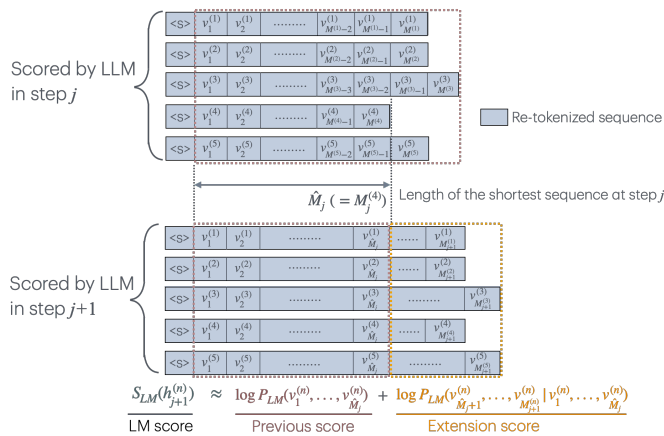 <S> v_1^{(1)} v_2^{(1)} ········· v_{M^{(1)}-2}^{(1)} v_{M^{(1)}-1}^{(1)} v_{M^{(1)}}^{(1)}
<S> v_1^{(2)} v_2^{(2)} ········· v_{M^{(2)}-2}^{(2)} v_{M^{(2)}-1}^{(2)} v_{M^{(2)}}^{(2)}
Scored by LLM
in step j
<S> v_1^{(3)} v_2^{(3)} ········· v_{M^{(3)}-3}^{(3)} v_{M^{(3)}-2}^{(3)} v_{M^{(3)}-1}^{(3)} v_{M^{(3)}}^{(3)}
<S> v_1^{(4)} v_2^{(4)} ········· v_{M^{(4)}-1}^{(4)} v_{M^{(4)}}^{(4)}
<S> v_1^{(5)} v_2^{(5)} ········· v_{M^{(5)}-2}^{(5)} v_{M^{(5)}-1}^{(5)} v_{M^{(5)}}^{(5)}
Re-tokenized sequence
M̂_j ( = M_j^{(4)})
Length of the shortest sequence at step j
<S> v_1^{(1)} v_2^{(1)} ········· v_{M̂_j}^{(1)} ······ v_{M_{j+1}^{(1)}}^{(1)}
<S> v_1^{(2)} v_2^{(2)} ········· v_{M̂_j}^{(2)} ······ v_{M_{j+1}^{(2)}}^{(2)}
Scored by LLM
in step j+1
<S> v_1^{(3)} v_2^{(3)} ········· v_{M̂_j}^{(3)} ········· v_{M_{j+1}^{(3)}}^{(3)}
<S> v_1^{(4)} v_2^{(4)} ········· v_{M̂_j}^{(4)} ······ v_{M_{j+1}^{(4)}}^{(4)}
<S> v_1^{(5)} v_2^{(5)} ········· v_{M̂_j}^{(5)} ········· v_{M_{j+1}^{(5)}}^{(5)}
S_{LM}(h_{j+1}^{(n)}) ≈ log P_{LM}(v_1^{(n)}, . . . , v_{M̂_j}^{(n)}) + log P_{LM}(v_{M̂_j+1}^{(n)}, . . . , v_{M_{j+1}^{(n)}}^{(n)} | v_1^{(n)}, . . . , v_{M̂_j}^{(n)})
LM score Previous score Extension score